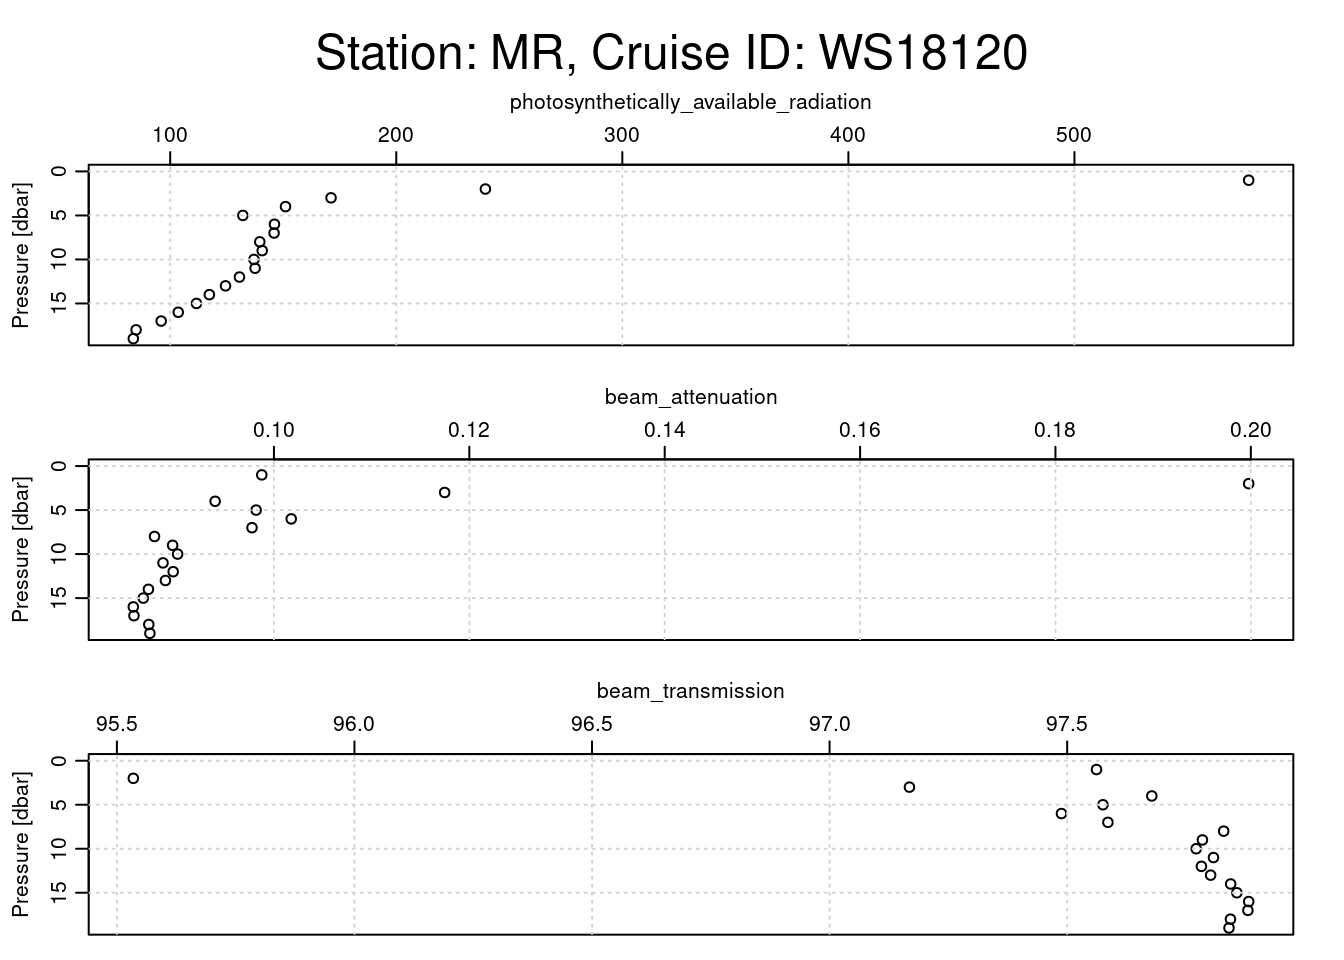 Station: MR, Cruise ID: WS18120
photosynthetically_available_radiation
100 200 300 400 500
Pressure [dbar]
0
5
10
15
beam_attenuation
0.10 0.12 0.14 0.16 0.18 0.20
Pressure [dbar]
0
5
10
15
beam_transmission
95.5 96.0 96.5 97.0 97.5
Pressure [dbar]
0
5
10
15